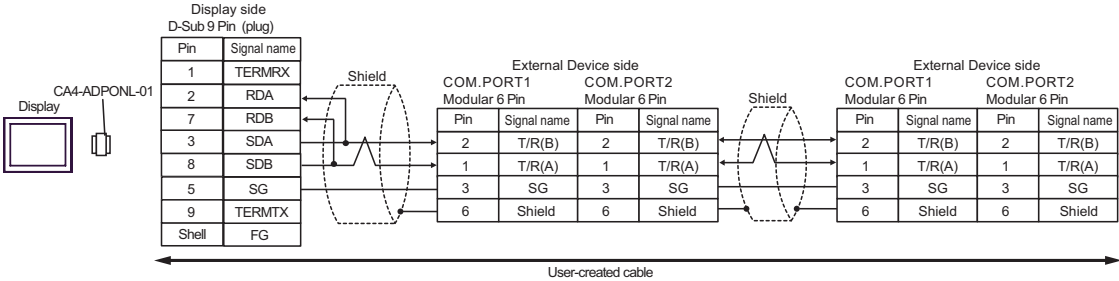 Display side
D-Sub 9 Pin (plug)
Pin Signal name
1 TERMRX
2 RDA
7 RDB
3 SDA
8 SDB
5 SG
9 TERMTX
Shell FG
CA4-ADPONL-01
Display
Shield
External Device side
COM.PORT1 COM.PORT2
Modular 6 Pin Modular 6 Pin
Pin Signal name Pin Signal name
2 T/R(B) 2 T/R(B)
1 T/R(A) 1 T/R(A)
3 SG 3 SG
6 Shield 6 Shield
Shield
External Device side
COM.PORT1 COM.PORT2
Modular 6 Pin Modular 6 Pin
Pin Signal name Pin Signal name
2 T/R(B) 2 T/R(B)
1 T/R(A) 1 T/R(A)
3 SG 3 SG
6 Shield 6 Shield
User-created cable